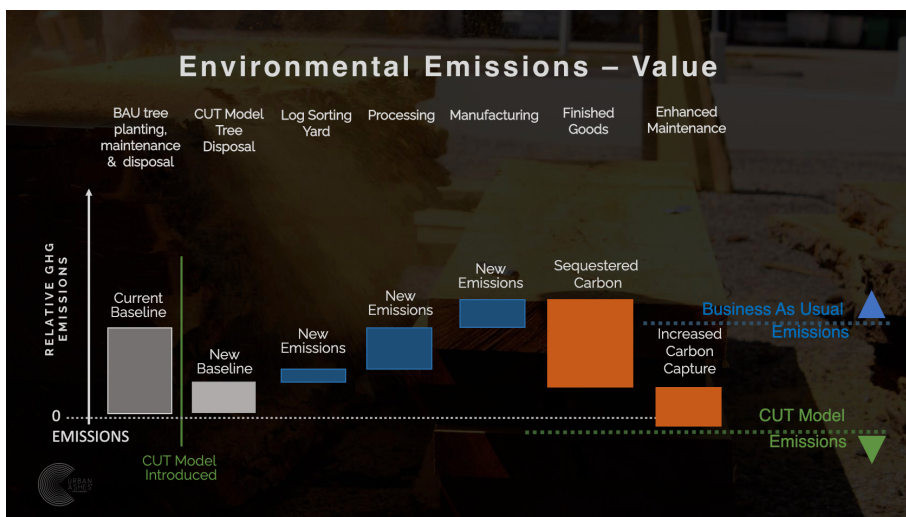 Environmental Emissions – Value
BAU tree
planting,
maintenance
& disposal
CUT Model
Tree
Disposal
Log Sorting
Yard
Processing
Manufacturing
Finished
Goods
Enhanced
Maintenance
RELATIVE GHG
EMISSIONS
Current
Baseline
New
Baseline
New
Emissions
New
Emissions
New
Emissions
Sequestered
Carbon
Business As Usual
Emissions
Increased
Carbon
Capture
0
EMISSIONS
CUT Model
Emissions
CUT Model
Introduced
URBAN
ASHES